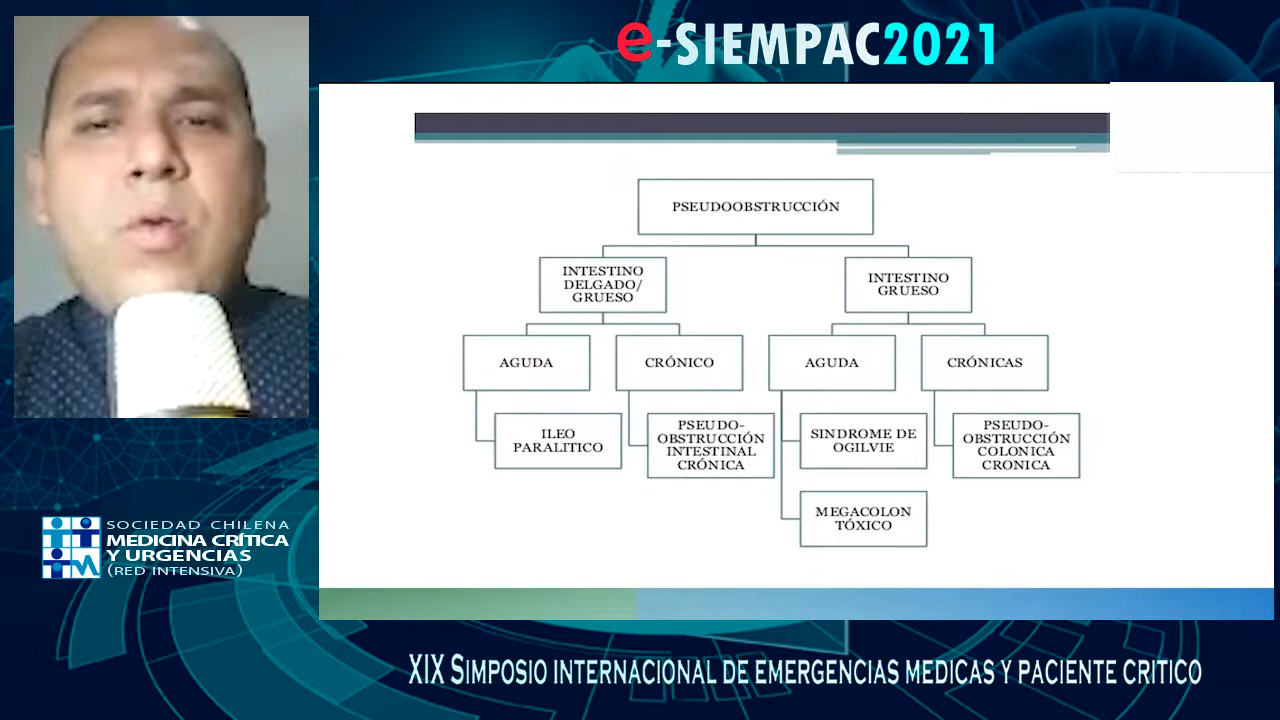 e-SIEMPAC2021
PSEUDOOBSTRUCCIÓN
INTESTINO
DELGADO/
GRUESO
INTESTINO
GRUESO
AGUDA
CRÓNICO
AGUDA
CRÓNICAS
ILEO
PARALITICO
PSEUDO-
OBSTRUCCIÓN
INTESTINAL
CRÓNICA
SINDROME DE
OGILVIE
PSEUDO-
OBSTRUCCIÓN
COLONICA
CRONICA
MEGACOLON
TÓXICO
SOCIEDAD CHILENA
MEDICINA CRÍTICA
Y URGENCIAS
(RED INTENSIVA)
XIX SIMPOSIO INTERNACIONAL DE EMERGENCIAS MEDICAS Y PACIENTE CRITICO